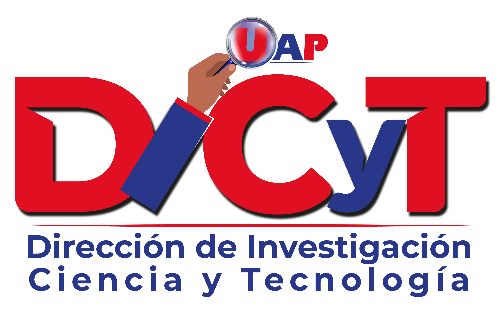 UAP
DiCyT
Dirección de Investigación
Ciencia y Tecnología